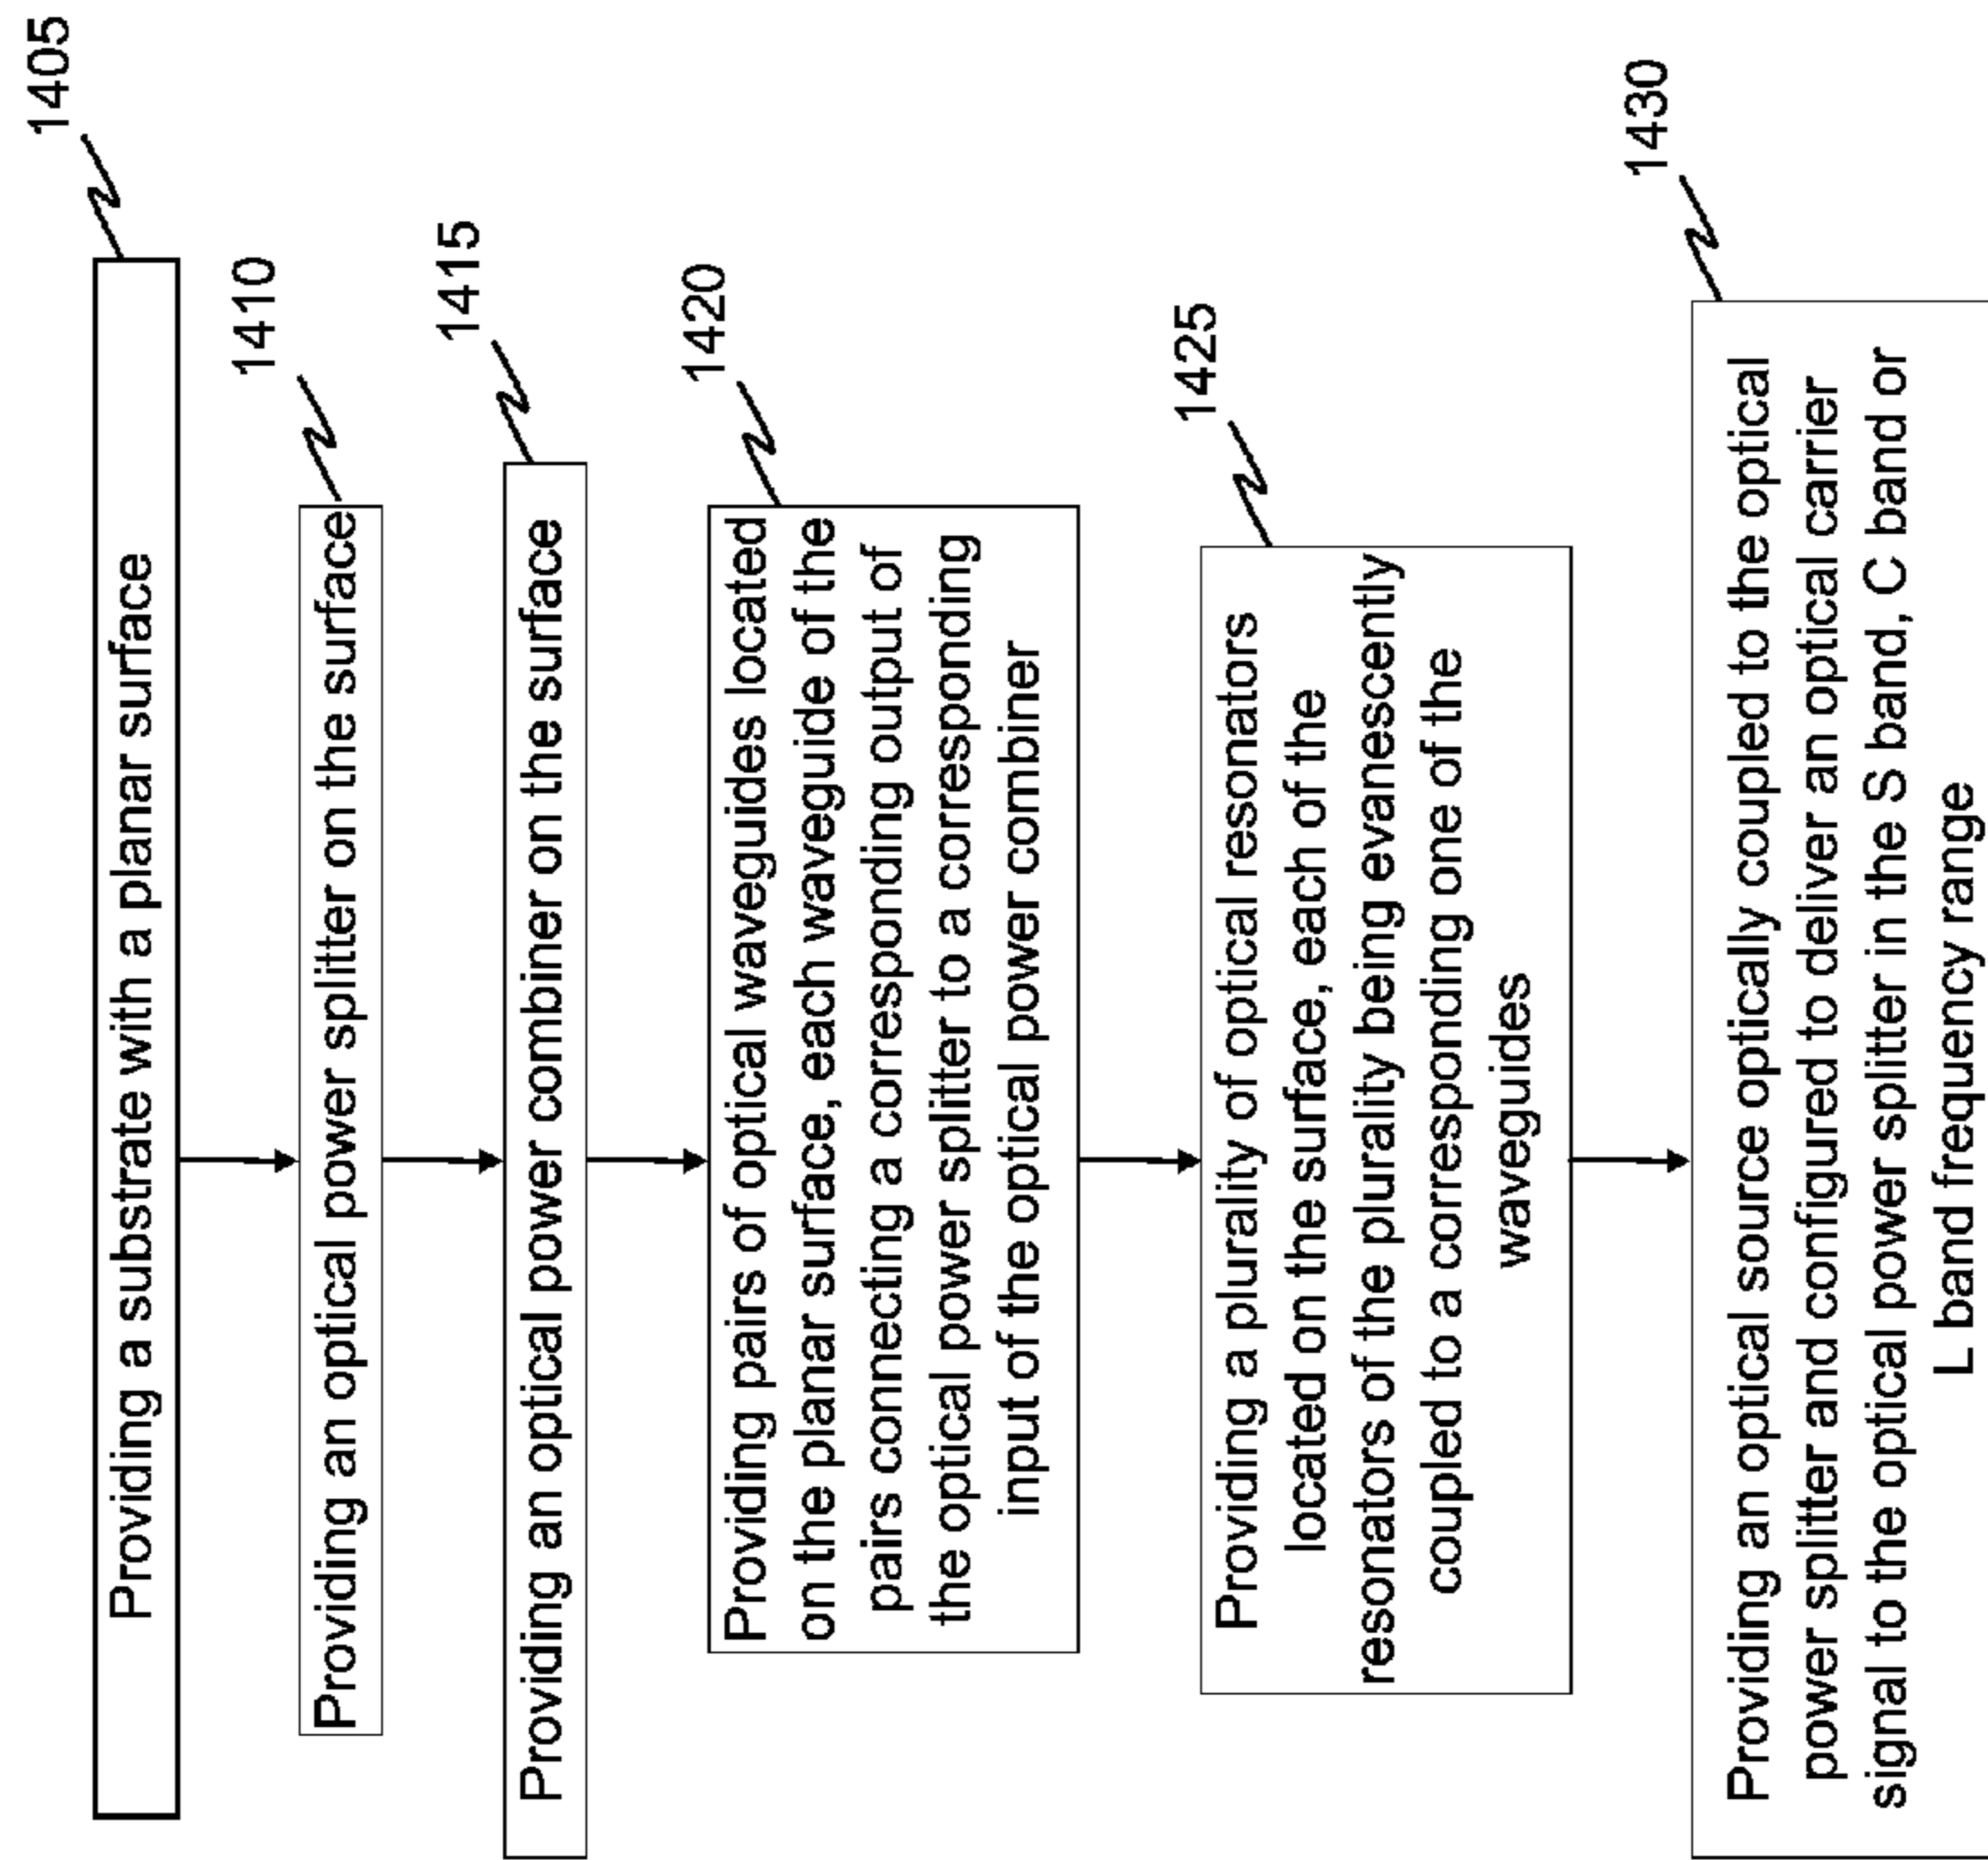 1405
Providing a substrate with a planar surface
1410
Providing an optical power splitter on the surface
1415
Providing an optical power combiner on the surface
1420
Providing pairs of optical waveguides located
on the planar surface, each waveguide of the
pairs connecting a corresponding output of
the optical power splitter to a corresponding
input of the optical power combiner
1425
Providing a plurality of optical resonators
located on the surface, each of the
resonators of the plurality being evanescently
coupled to a corresponding one of the
waveguides
1430
Providing an optical source optically coupled to the optical
power splitter and configured to deliver an optical carrier
signal to the optical power splitter in the S band, C band or
L band frequency range